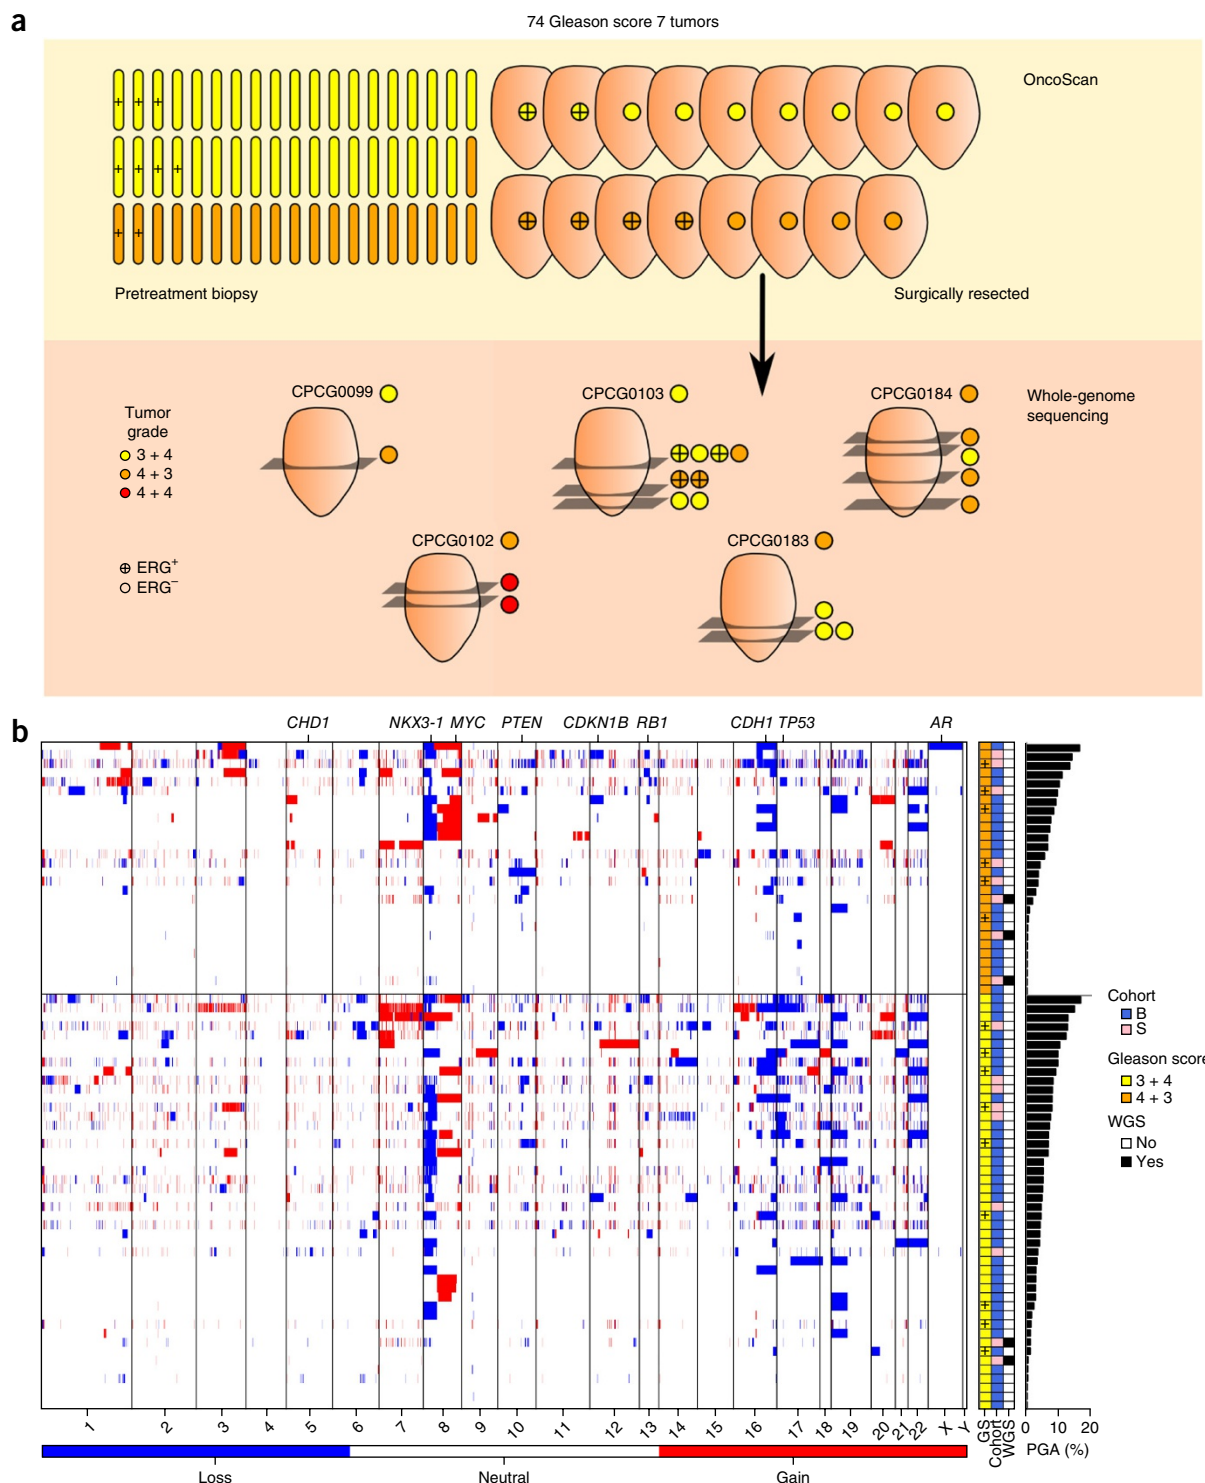 a
74 Gleason score 7 tumors
OncoScan
Pretreatment biopsy
Surgically resected
Whole-genome
sequencing
Tumor
grade
3 + 4
4 + 3
4 + 4
ERG+
ERG−
CPCG0099
CPCG0103
CPCG0184
CPCG0102
CPCG0183
b
CHD1 NKX3-1 MYC PTEN CDKN1B RB1 CDH1 TP53 AR
1 2 3 4 5 6 7 8 9 10 11 12 13 14 15 16 17 18 19 20 21 22 X Y
GS Cohort WGS
0 10 20
PGA (%)
Loss Neutral Gain
Cohort
B
S
Gleason score
3 + 4
4 + 3
WGS
No
Yes